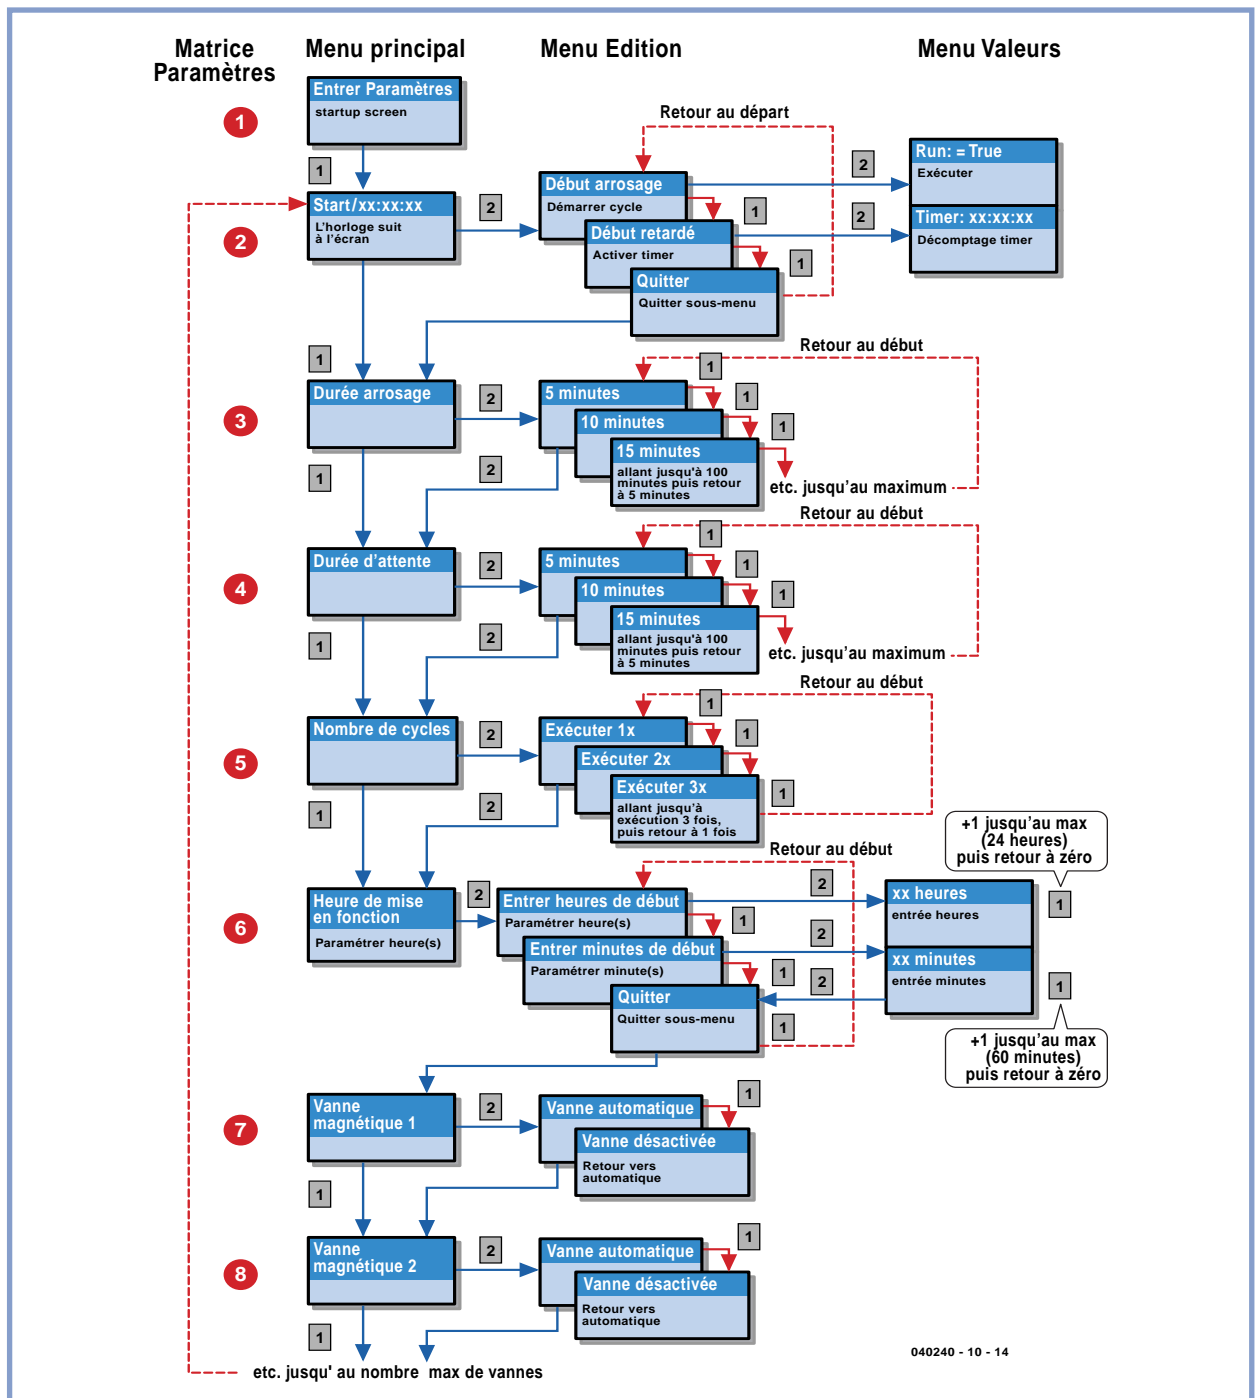 Matrice
Paramètres
Menu principal
Menu Edition
Menu Valeurs
1
Entrer Paramètres
startup screen
1
Retour au départ
2
Start/xx:xx:xx
L'horloge suit
à l'écran
2
Début arrosage
Démarrer cycle
1
Début retardé
Activer timer
1
Quitter
Quitter sous-menu
2
Run: = True
Exécuter
2
Timer: xx:xx:xx
Décomptage timer
1
Retour au début
3
Durée arrosage
2
5 minutes
1
10 minutes
1
15 minutes
allant jusqu'à 100
minutes puis retour
à 5 minutes
1
etc. jusqu'au maximum
1
2
Retour au début
4
Durée d'attente
2
5 minutes
1
10 minutes
1
15 minutes
allant jusqu'à 100
minutes puis retour
à 5 minutes
1
etc. jusqu'au maximum
1
2
Retour au début
5
Nombre de cycles
2
Exécuter 1x
1
Exécuter 2x
1
Exécuter 3x
allant jusqu'à
exécution 3 fois,
puis retour à 1 fois
1
1
2
Retour au début
+1 jusqu'au max
(24 heures)
puis retour à zéro
6
Heure de mise
en fonction
Paramétrer heure(s)
2
Entrer heures de début
Paramétrer heure(s)
1
Entrer minutes de début
Paramétrer minute(s)
1
Quitter
Quitter sous-menu
1
2
xx heures
entrée heures
1
2
xx minutes
entrée minutes
1
2
+1 jusqu'au max
(60 minutes)
puis retour à zéro
7
Vanne
magnétique 1
2
Vanne automatique
1
Vanne désactivée
Retour vers
automatique
1
8
Vanne
magnétique 2
2
Vanne automatique
1
Vanne désactivée
Retour vers
automatique
1
etc. jusqu' au nombre max de vannes
040240 - 10 - 14